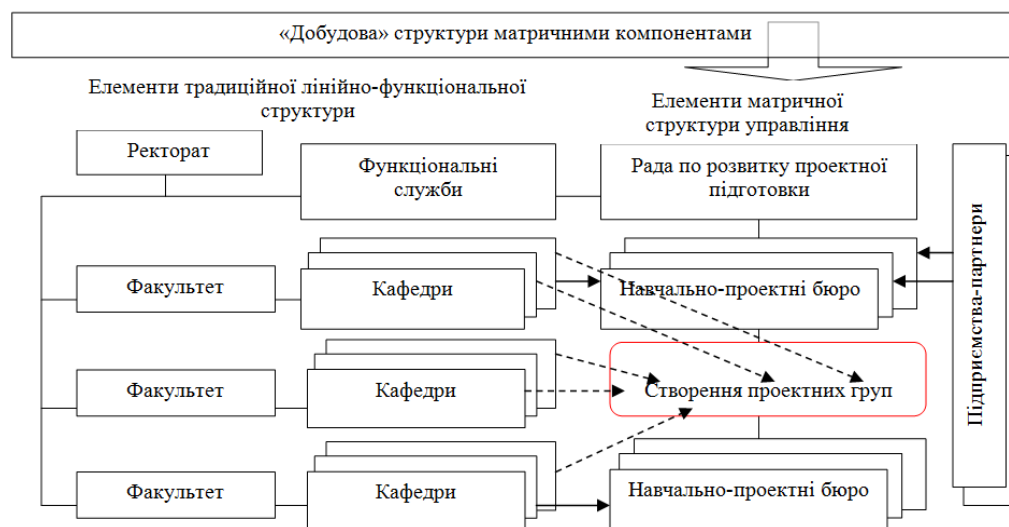 «Добудова» структури матричними компонентами
Елементи традиційної лінійно-функціональної
структури
Елементи матричної
структури управління
Ректорат
Функціональні
служби
Рада по розвитку проектної
підготовки
Підприємства-партнери
Факультет
Кафедри
Навчально-проектні бюро
Факультет
Кафедри
Створення проектних груп
Факультет
Кафедри
Навчально-проектні бюро